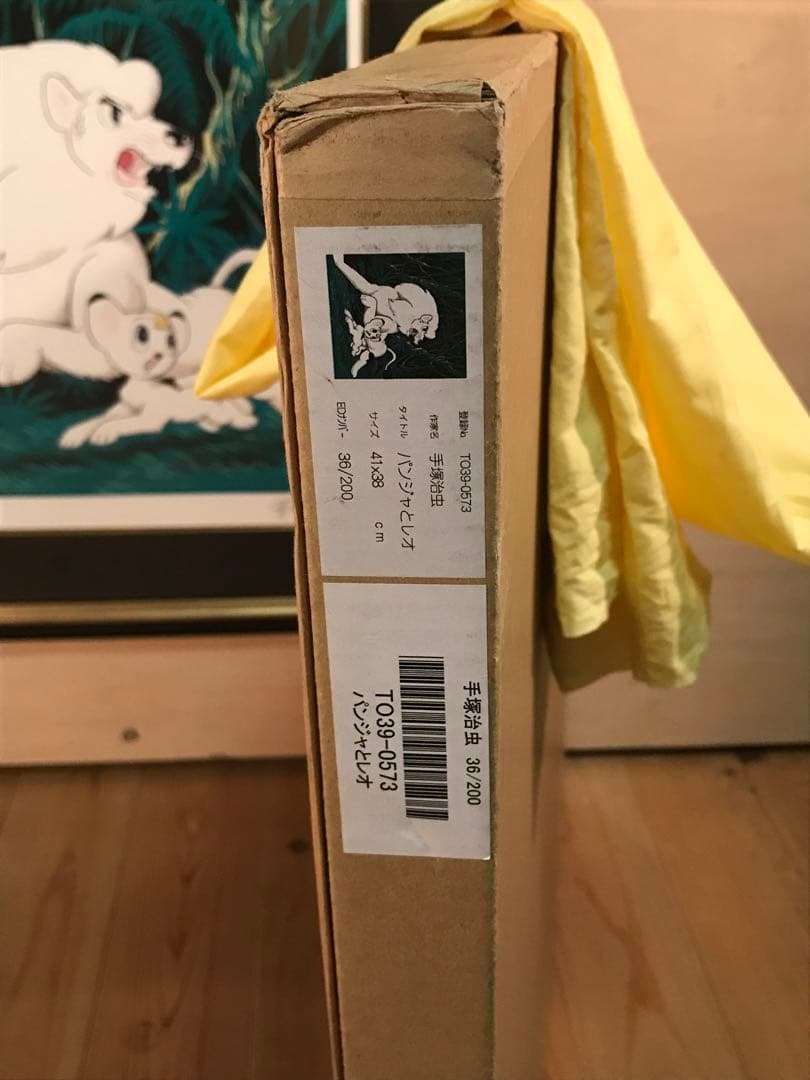 登録No. TO39-0573
作家名 手塚治虫
タイトル パンジャとレオ
サイズ 41x38 cm
EDナンバー 36/200
手塚治虫 36/200
TO39-0573
パンジャとレオ